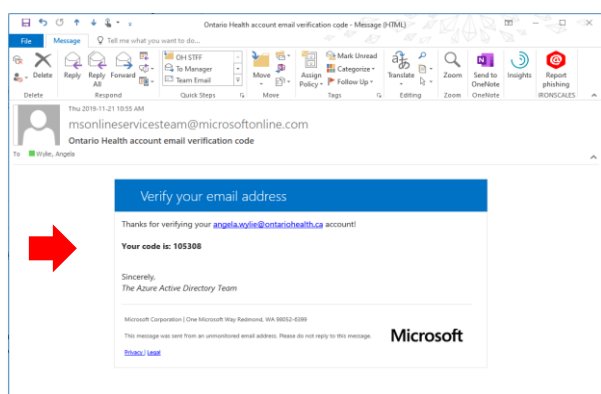 Ontario Health account email verification code - Message (HTML)
File Message Tell me what you want to do...
Delete
Reply Reply All Forward
OH STFF
To Manager
Team Email
Move
Assign Policy
Mark Unread
Categorize
Follow Up
Translate
Zoom
Send to OneNote
Insights
Report phishing
Delete Respond Quick Steps Move Tags Editing Zoom OneNote IRONSCALES
Thu 2019-11-21 10:55 AM
msonlineservicesteam@microsoftonline.com
Ontario Health account email verification code
To Wylie, Angela
Verify your email address
Thanks for verifying your angela.wylie@ontariohealth.ca account!
Your code is: 105308
Sincerely,
The Azure Active Directory Team
Microsoft Corporation | One Microsoft Way Redmond, WA 98052-6399
This message was sent from an unmonitored email address. Please do not reply to this message.
Privacy | Legal
Microsoft